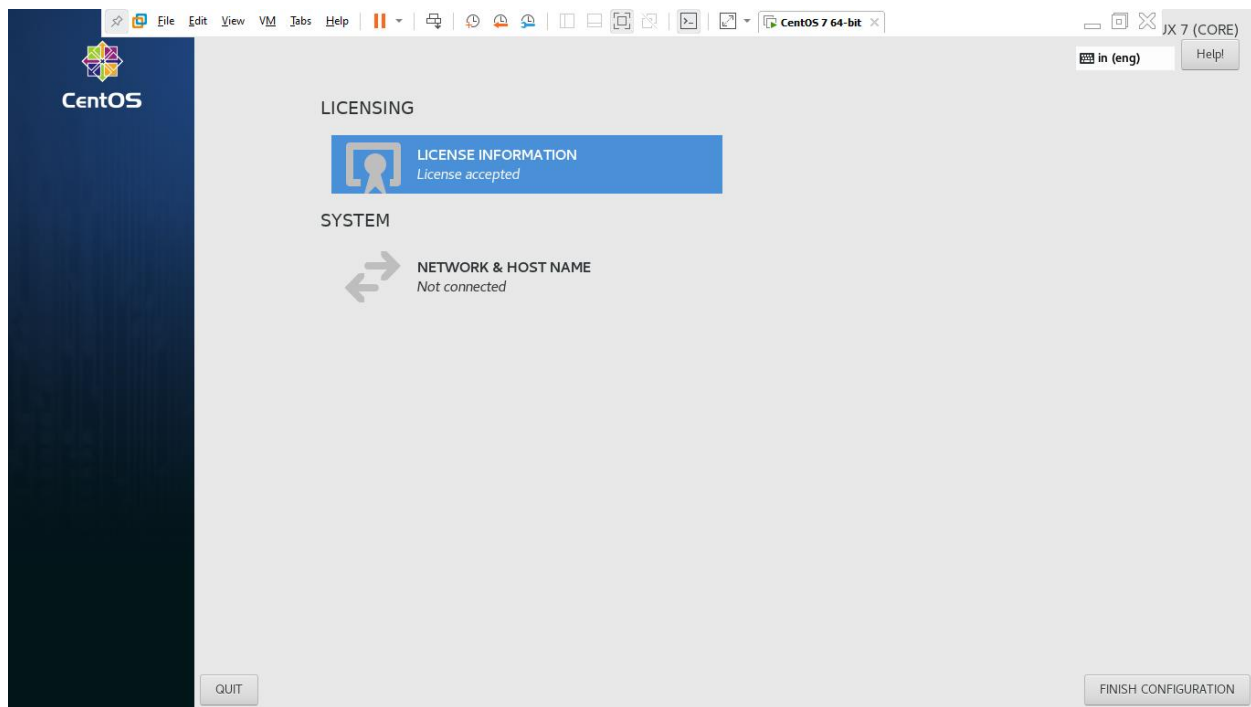 File Edit View VM Tabs Help CentOS 7 64-bit
UX 7 (CORE)
in (eng) Help!
CentOS
LICENSING
LICENSE INFORMATION
License accepted
SYSTEM
NETWORK & HOST NAME
Not connected
QUIT FINISH CONFIGURATION